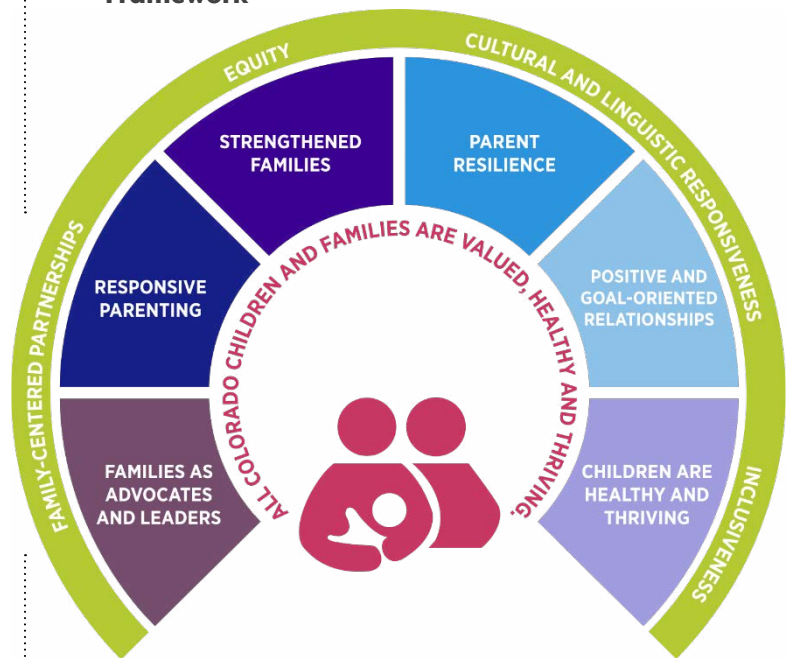 Framework
FAMILY-CENTERED PARTNERSHIPS
EQUITY
CULTURAL AND LINGUISTIC RESPONSIVENESS
INCLUSIVENESS
FAMILIES AS
ADVOCATES
AND LEADERS
RESPONSIVE
PARENTING
STRENGTHENED
FAMILIES
PARENT
RESILIENCE
POSITIVE AND
GOAL-ORIENTED
RELATIONSHIPS
CHILDREN ARE
HEALTHY AND
THRIVING
ALL COLORADO CHILDREN AND FAMILIES ARE VALUED, HEALTHY AND THRIVING.